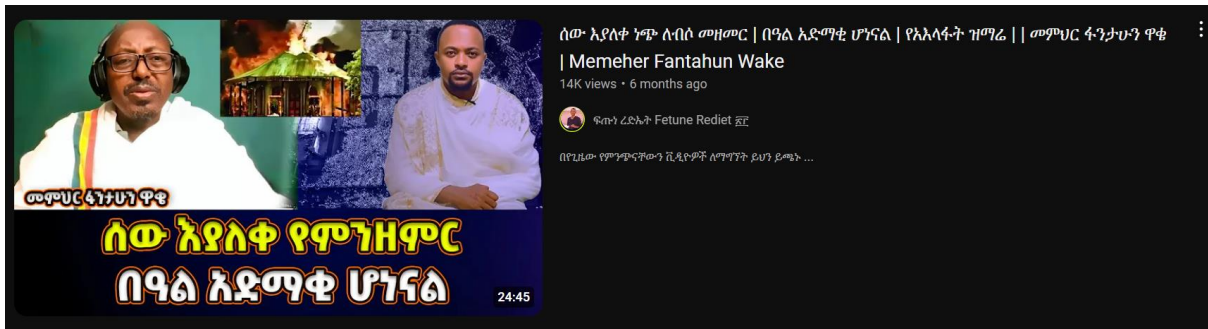 መምህር ፋንታሁን ዋቄ
ሰው እያለቀ የምንዘምር
በዓል አድማቂ ሆነናል
24:45
ሰው እያለቀ ነጭ ለብሶ መዘመር | በዓል አድማቂ ሆነናል | የአእላፋት ዝማሬ | | መምህር ፋንታሁን ዋቄ
| Memeher Fantahun Wake
14K views • 6 months ago
ፍጡነ ረድኤት Fetune Rediet ፳፫
በየጊዜው የምንጭናቸውን ቪዲዮዎች ለማግኘት ይህን ይጫኑ ...